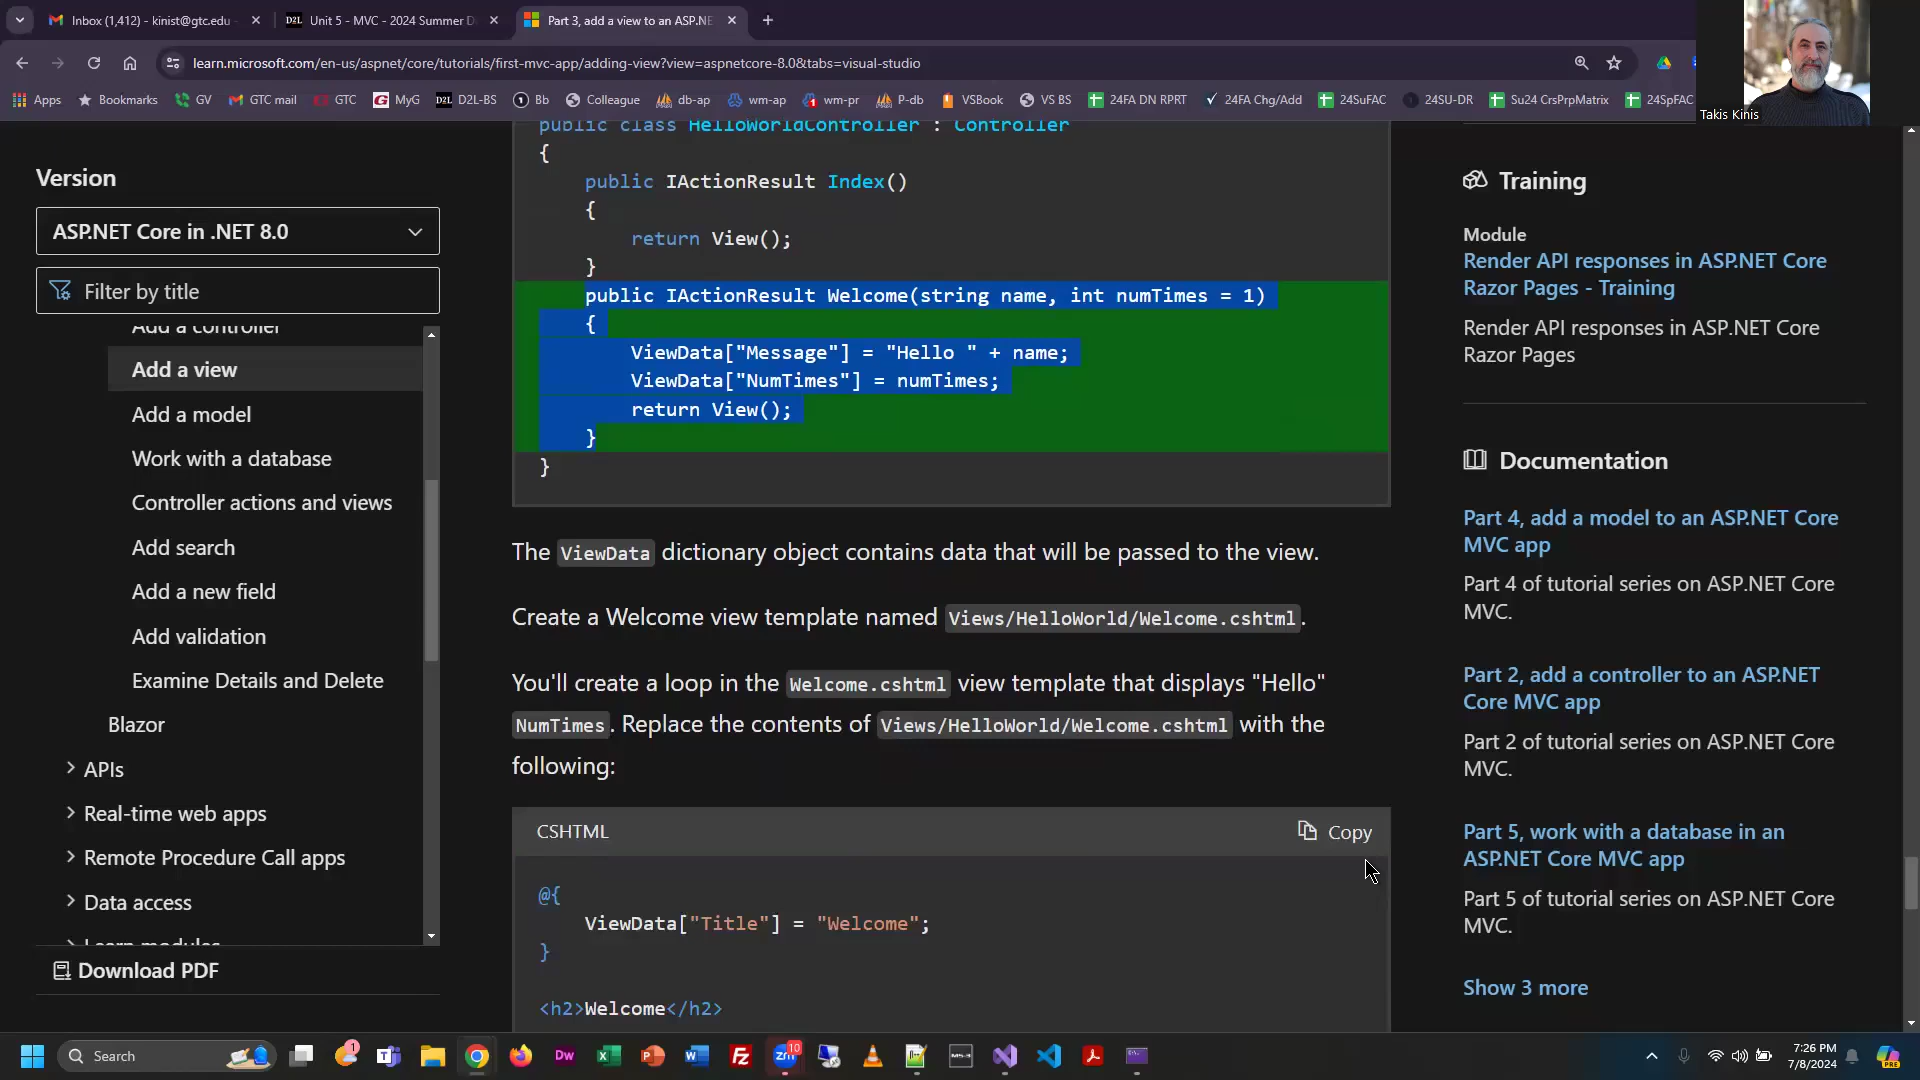 Inbox (1,412) - kinist@gtc.edu
D2L Unit 5 - MVC - 2024 Summer D
Part 3, add a view to an ASP.NE
learn.microsoft.com/en-us/aspnet/core/tutorials/first-mvc-app/adding-view?view=aspnetcore-8.0&tabs=visual-studio
Apps Bookmarks GV GTC mail GTC MyG D2L-BS Bb Colleague db-ap wm-ap wm-pr P-db VSBook VS BS 24FA DN RPRT 24FA Chg/Add 24SuFAC 24SU-DR Su24 CrsPrpMatrix 24SpFAC
Takis Kinis
Version
ASP.NET Core in .NET 8.0
Filter by title
Add a controller
Add a view
Add a model
Work with a database
Controller actions and views
Add search
Add a new field
Add validation
Examine Details and Delete
Blazor
APIs
Real-time web apps
Remote Procedure Call apps
Data access
Learn modules
Download PDF
public class HelloWorldController : Controller
{
public IActionResult Index()
{
return View();
}
public IActionResult Welcome(string name, int numTimes = 1)
{
ViewData["Message"] = "Hello " + name;
ViewData["NumTimes"] = numTimes;
return View();
}
}
The ViewData dictionary object contains data that will be passed to the view.
Create a Welcome view template named Views/HelloWorld/Welcome.cshtml.
You'll create a loop in the Welcome.cshtml view template that displays "Hello"
NumTimes. Replace the contents of Views/HelloWorld/Welcome.cshtml with the
following:
CSHTML
Copy
@{
ViewData["Title"] = "Welcome";
}
<h2>Welcome</h2>
Training
Module
Render API responses in ASP.NET Core
Razor Pages - Training
Render API responses in ASP.NET Core
Razor Pages
Documentation
Part 4, add a model to an ASP.NET Core
MVC app
Part 4 of tutorial series on ASP.NET Core
MVC.
Part 2, add a controller to an ASP.NET
Core MVC app
Part 2 of tutorial series on ASP.NET Core
MVC.
Part 5, work with a database in an
ASP.NET Core MVC app
Part 5 of tutorial series on ASP.NET Core
MVC.
Show 3 more
Search
1
Dw
10
7:26 PM
7/8/2024